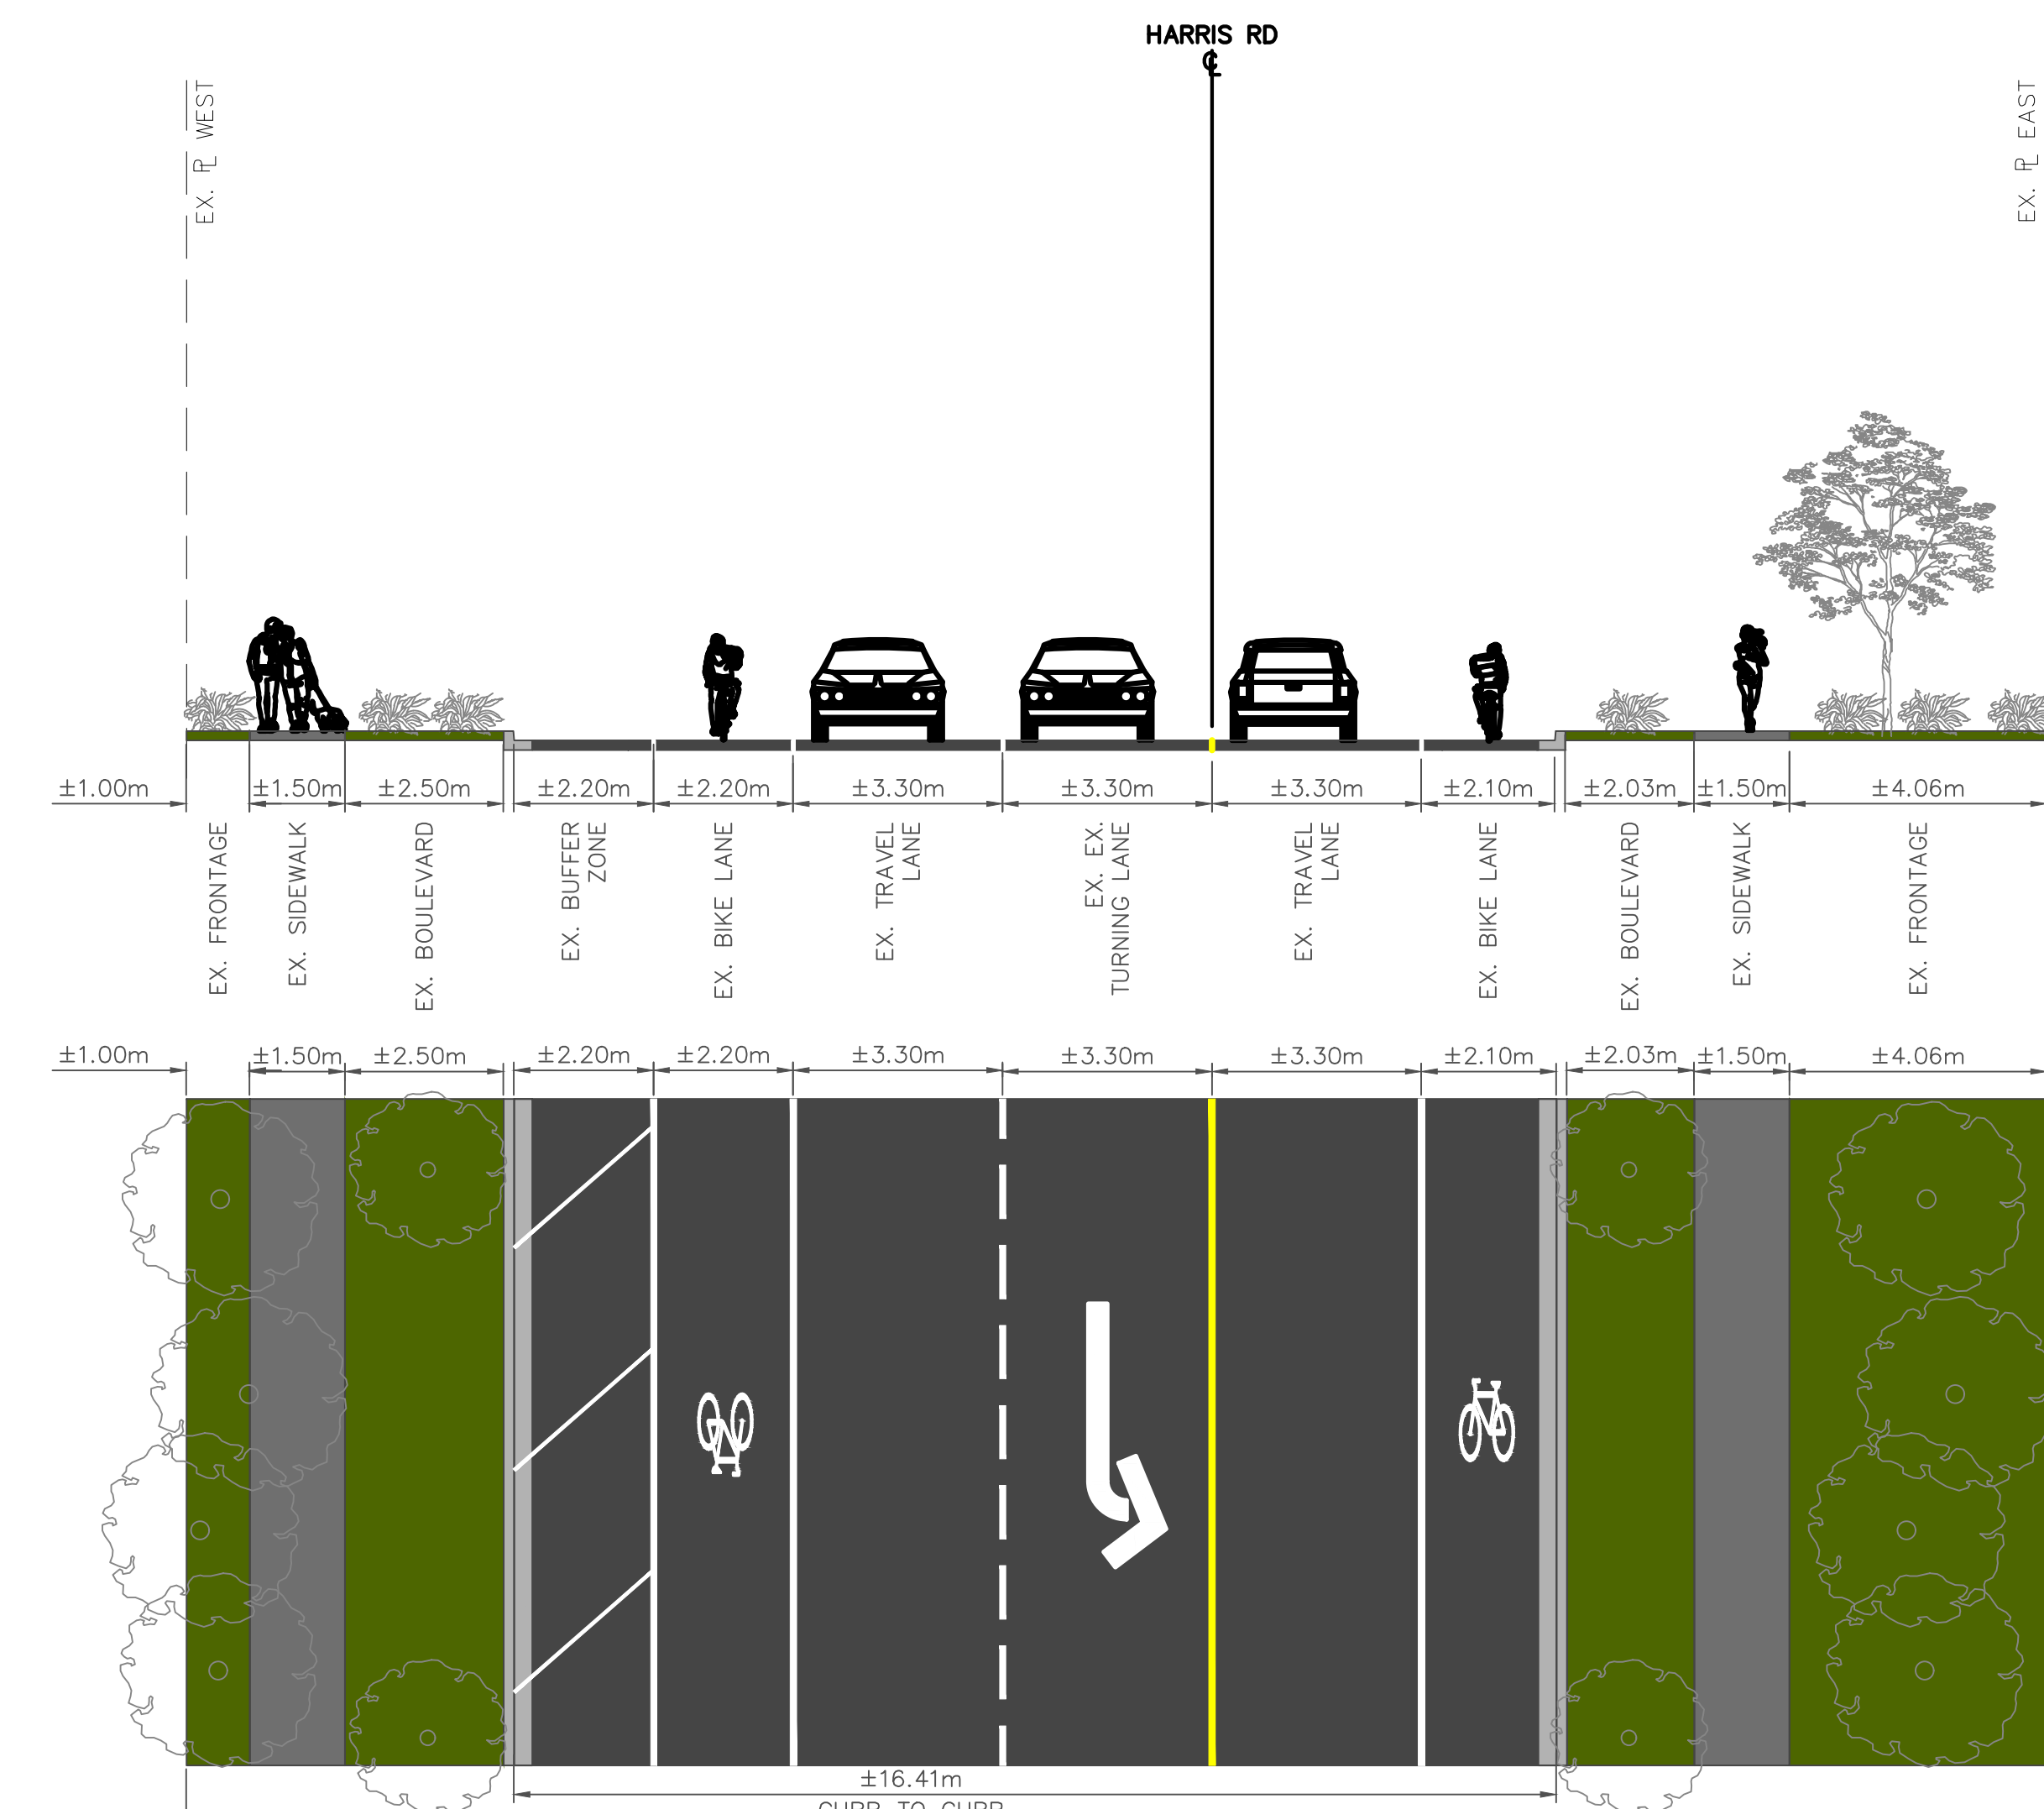 HARRIS RD
℄
EX. ⅊ WEST
EX. ⅊ EAST
±1.00m
±1.50m
±2.50m
±2.20m
±2.20m
±3.30m
±3.30m
±3.30m
±2.10m
±2.03m
±1.50m
±4.06m
EX. FRONTAGE
EX. SIDEWALK
EX. BOULEVARD
EX. BUFFER
ZONE
EX. BIKE LANE
EX. TRAVEL
LANE
EX. EX.
TURNING LANE
EX. TRAVEL
LANE
EX. BIKE LANE
EX. BOULEVARD
EX. SIDEWALK
EX. FRONTAGE
±1.00m
±1.50m
±2.50m
±2.20m
±2.20m
±3.30m
±3.30m
±3.30m
±2.10m
±2.03m
±1.50m
±4.06m
±16.41m
CURB TO CURB